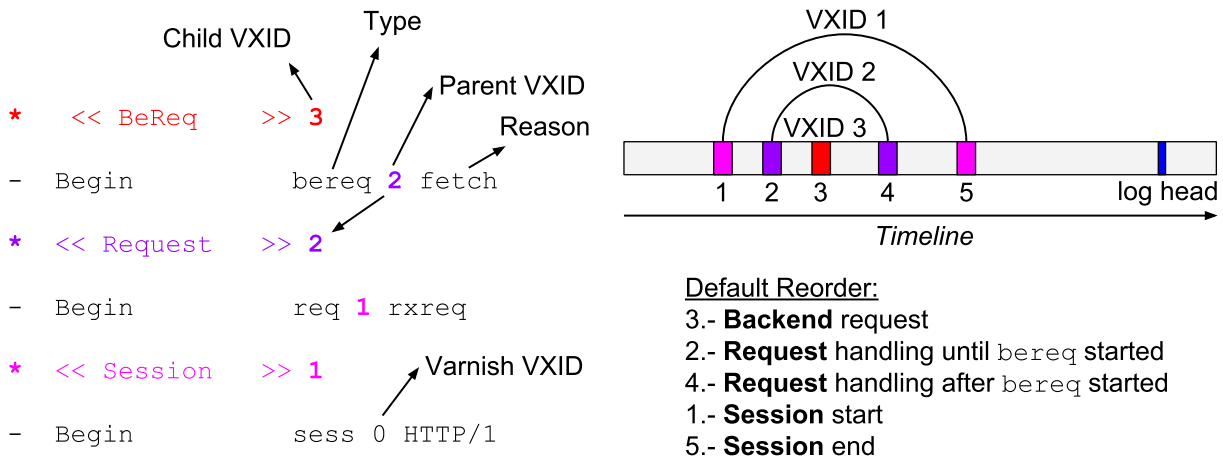 Type
Child VXID
Parent VXID
* << BeReq >> 3
Reason
- Begin bereq 2 fetch
* << Request >> 2
- Begin req 1 rxreq
* << Session >> 1
Varnish VXID
- Begin sess 0 HTTP/1
VXID 1
VXID 2
VXID 3
1 2 3 4 5 log head
Timeline
Default Reorder:
3.- Backend request
2.- Request handling until bereq started
4.- Request handling after bereq started
1.- Session start
5.- Session end